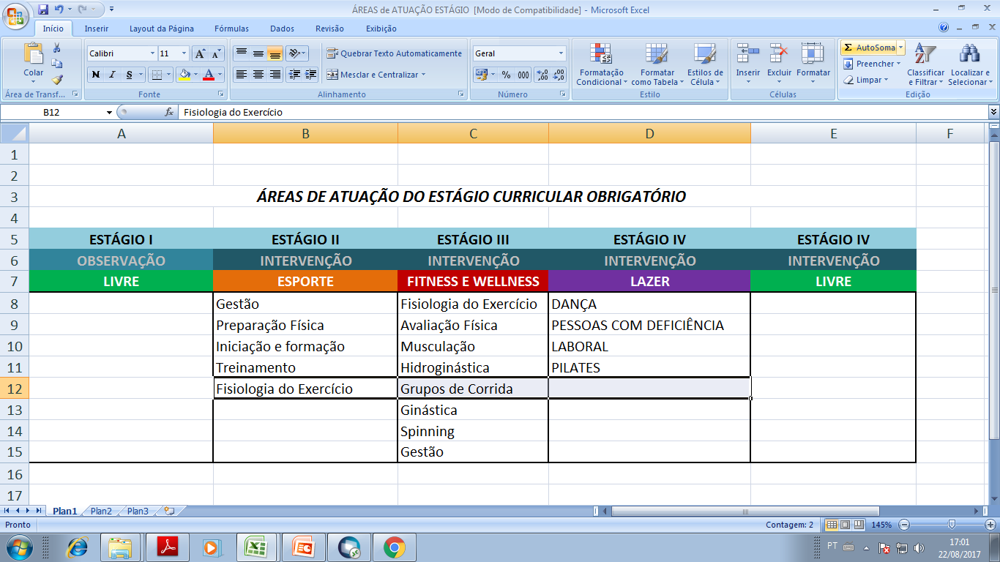 ÁREAS de ATUAÇÃO ESTÁGIO [Modo de Compatibilidade] - Microsoft Excel
Início Inserir Layout da Página Fórmulas Dados Revisão Exibição
Colar
Área de Transf...
Calibri 11
N I S
Fonte
Quebrar Texto Automaticamente
Mesclar e Centralizar
Alinhamento
Geral
% 000
Número
Formatação Condicional
Formatar como Tabela
Estilos de Célula
Estilo
Inserir Excluir Formatar
Células
Σ AutoSoma
Preencher
Limpar
Classificar e Filtrar
Localizar e Selecionar
Edição
B12 fx Fisiologia do Exercício
A B C D E F
1
2
3 ÁREAS DE ATUAÇÃO DO ESTÁGIO CURRICULAR OBRIGATÓRIO
4
5 ESTÁGIO I ESTÁGIO II ESTÁGIO III ESTÁGIO IV ESTÁGIO IV
6 OBSERVAÇÃO INTERVENÇÃO INTERVENÇÃO INTERVENÇÃO INTERVENÇÃO
7 LIVRE ESPORTE FITNESS E WELLNESS LAZER LIVRE
8 Gestão Fisiologia do Exercício DANÇA
9 Preparação Física Avaliação Física PESSOAS COM DEFICIÊNCIA
10 Iniciação e formação Musculação LABORAL
11 Treinamento Hidroginástica PILATES
12 Fisiologia do Exercício Grupos de Corrida
13 Ginástica
14 Spinning
15 Gestão
16
17
Plan1 Plan2 Plan3
Pronto Contagem: 2 145%
PT 17:01
22/08/2017